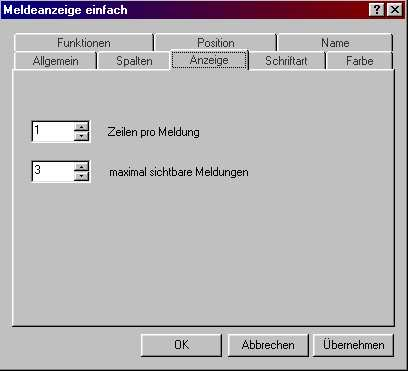 Meldeanzeige einfach
Funktionen Position Name
Allgemein Spalten Anzeige Schriftart Farbe
1 Zeilen pro Meldung
3 maximal sichtbare Meldungen
OK Abbrechen Übernehmen